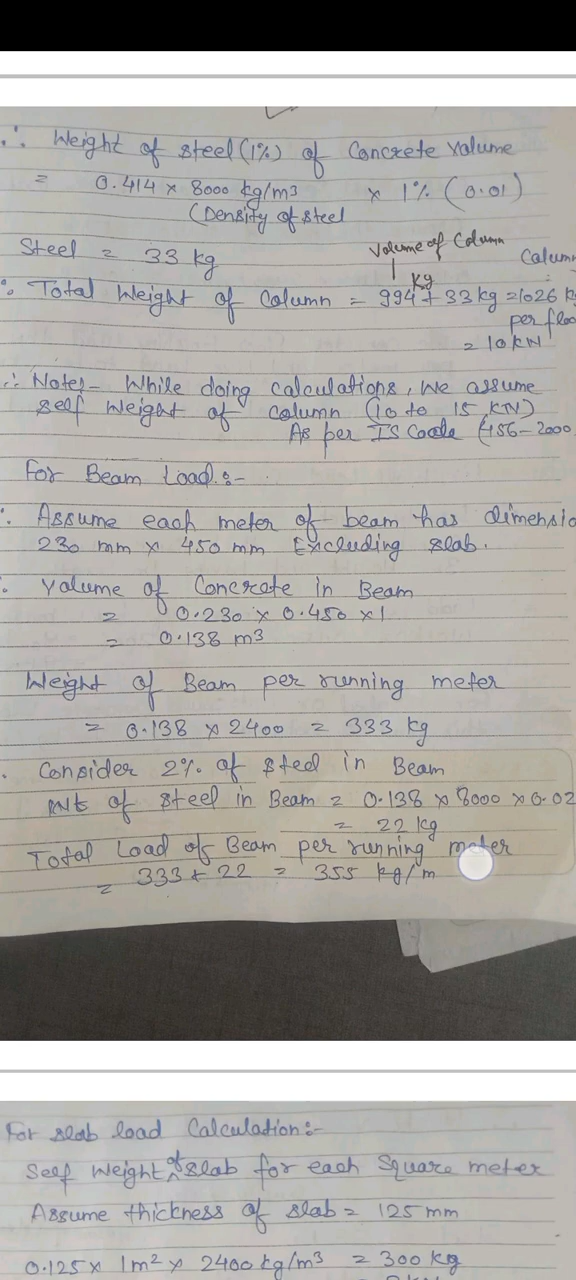 ∴ Weight of steel (1%) of Concrete Volume
= 0.414 x 8000 kg/m3 x 1% (0.01)
(Density of steel
Steel = 33 kg
Volume of Column
Column
∴ Total Weight of Column = 994 kg + 33 kg = 1026 k
per floo
= 10 KN
∴ Note:- While doing calculations, We assume
self Weight of column (10 to 15 KN)
As per IS Code (456-2000
For Beam Load:-
∴ Assume each meter of beam has dimensio
230 mm x 450 mm Excluding slab.
∴ Volume of Concrete in Beam
= 0.230 x 0.450 x 1
= 0.138 m3
Weight of Beam per running meter
= 0.138 x 2400 = 333 kg
. Consider 2% of steel in Beam
Wt of steel in Beam = 0.138 x 8000 x 0.02
= 22 kg
Total Load of Beam per running meter
= 333 + 22 = 355 kg/m
For slab load Calculation:-
Self Weight of slab for each Square meter
Assume thickness of slab = 125 mm
0.125 x 1m2 x 2400 kg/m3 = 300 kg